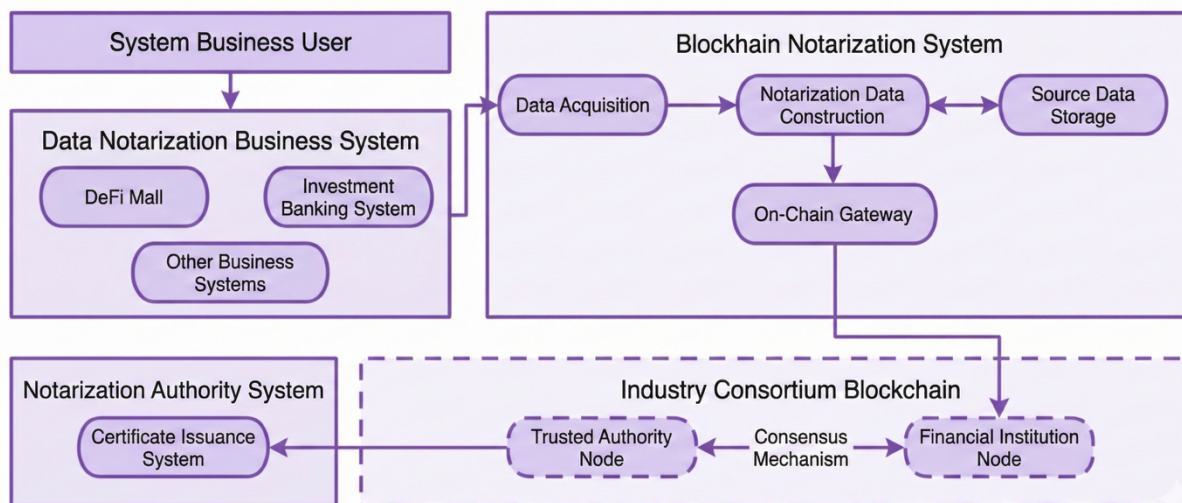 System Business User
Data Notarization Business System
DeFi Mall
Investment
Banking System
Other Business
Systems
Blockhain Notarization System
Data Acquisition
Notarization Data
Construction
Source Data
Storage
On-Chain Gateway
Notarization Authority System
Certificate Issuance
System
Industry Consortium Blockchain
Trusted Authority
Node
Consensus
Mechanism
Financial Institution
Node